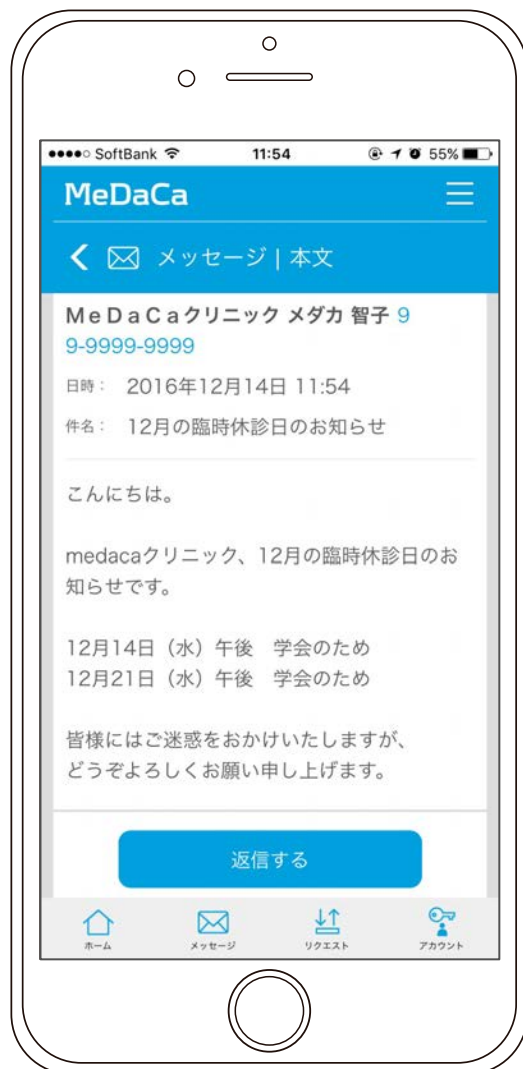 SoftBank 11:54 55%
MeDaCa
メッセージ | 本文
MeDaCaクリニック メダカ 智子 9
9-9999-9999
日時： 2016年12月14日 11:54
件名： 12月の臨時休診日のお知らせ
こんにちは。
medacaクリニック、12月の臨時休診日のお
知らせです。
12月14日（水）午後　学会のため
12月21日（水）午後　学会のため
皆様にはご迷惑をおかけいたしますが、
どうぞよろしくお願い申し上げます。
返信する
ホーム メッセージ リクエスト アカウント